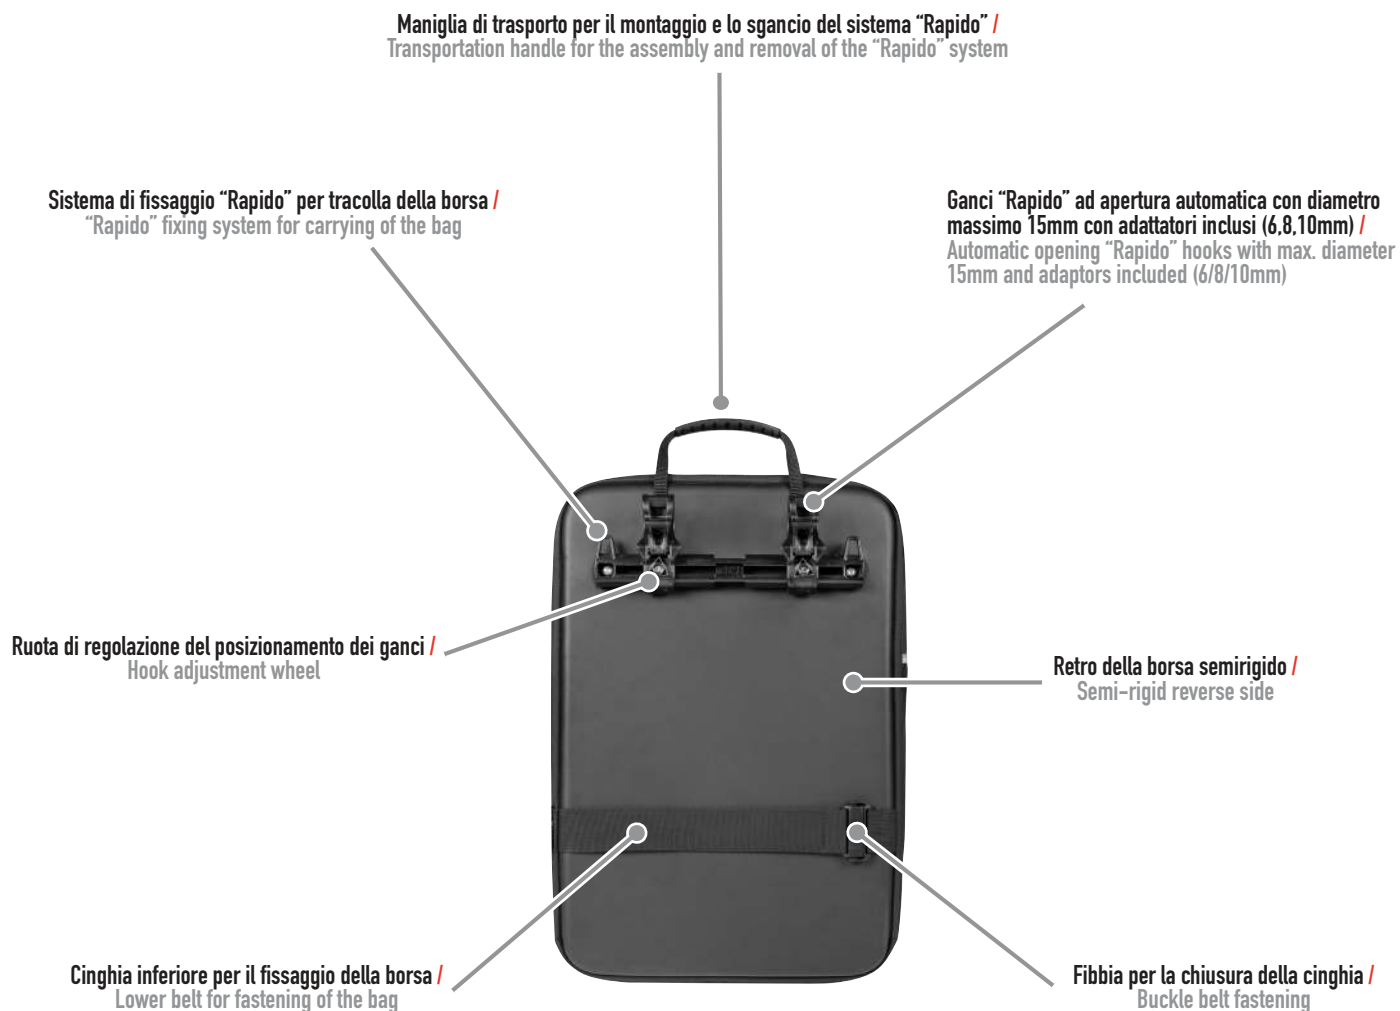 Maniglia di trasporto per il montaggio e lo sgancio del sistema “Rapido” /
Transportation handle for the assembly and removal of the “Rapido” system
Sistema di fissaggio “Rapido” per tracolla della borsa /
“Rapido” fixing system for carrying of the bag
Ganci “Rapido” ad apertura automatica con diametro
massimo 15mm con adattatori inclusi (6,8,10mm) /
Automatic opening “Rapido” hooks with max. diameter
15mm and adaptors included (6/8/10mm)
Ruota di regolazione del posizionamento dei ganci /
Hook adjustment wheel
Retro della borsa semirigido /
Semi-rigid reverse side
Cinghia inferiore per il fissaggio della borsa /
Lower belt for fastening of the bag
Fibbia per la chiusura della cinghia /
Buckle belt fastening